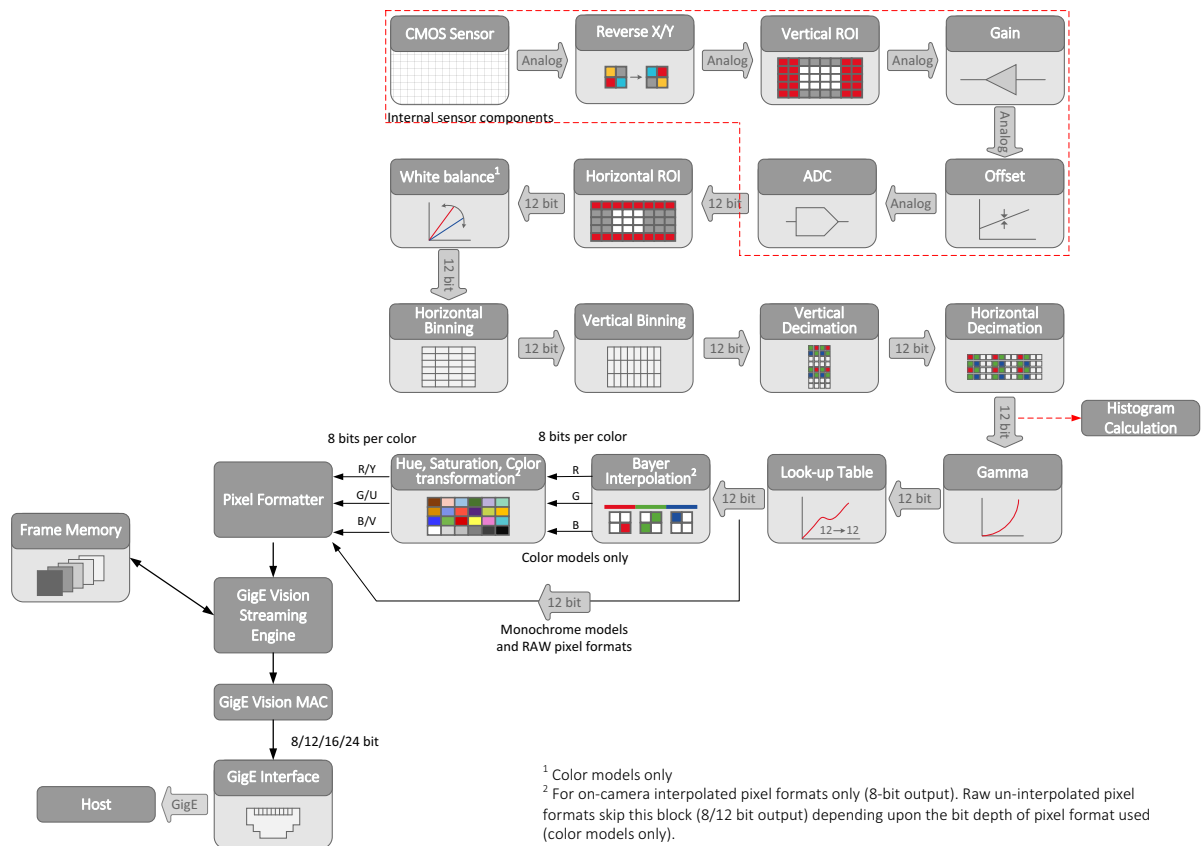 CMOS Sensor
Analog
Reverse X/Y
Analog
Vertical ROI
Analog
Gain
Internal sensor components
Analog
White balance1
12 bit
Horizontal ROI
12 bit
ADC
Analog
Offset
12 bit
Horizontal
Binning
12 bit
Vertical Binning
12 bit
Vertical
Decimation
12 bit
Horizontal
Decimation
12 bit
Histogram
Calculation
8 bits per color
8 bits per color
Pixel Formatter
R/Y
G/U
B/V
Hue, Saturation, Color
transformation2
R
G
B
Bayer
Interpolation2
12 bit
Look-up Table
12→12
12 bit
Gamma
Color models only
Frame Memory
GigE Vision
Streaming
Engine
12 bit
Monochrome models
and RAW pixel formats
GigE Vision MAC
8/12/16/24 bit
Host
GigE
GigE Interface
1 Color models only
2 For on-camera interpolated pixel formats only (8-bit output). Raw un-interpolated pixel
formats skip this block (8/12 bit output) depending upon the bit depth of pixel format used
(color models only).